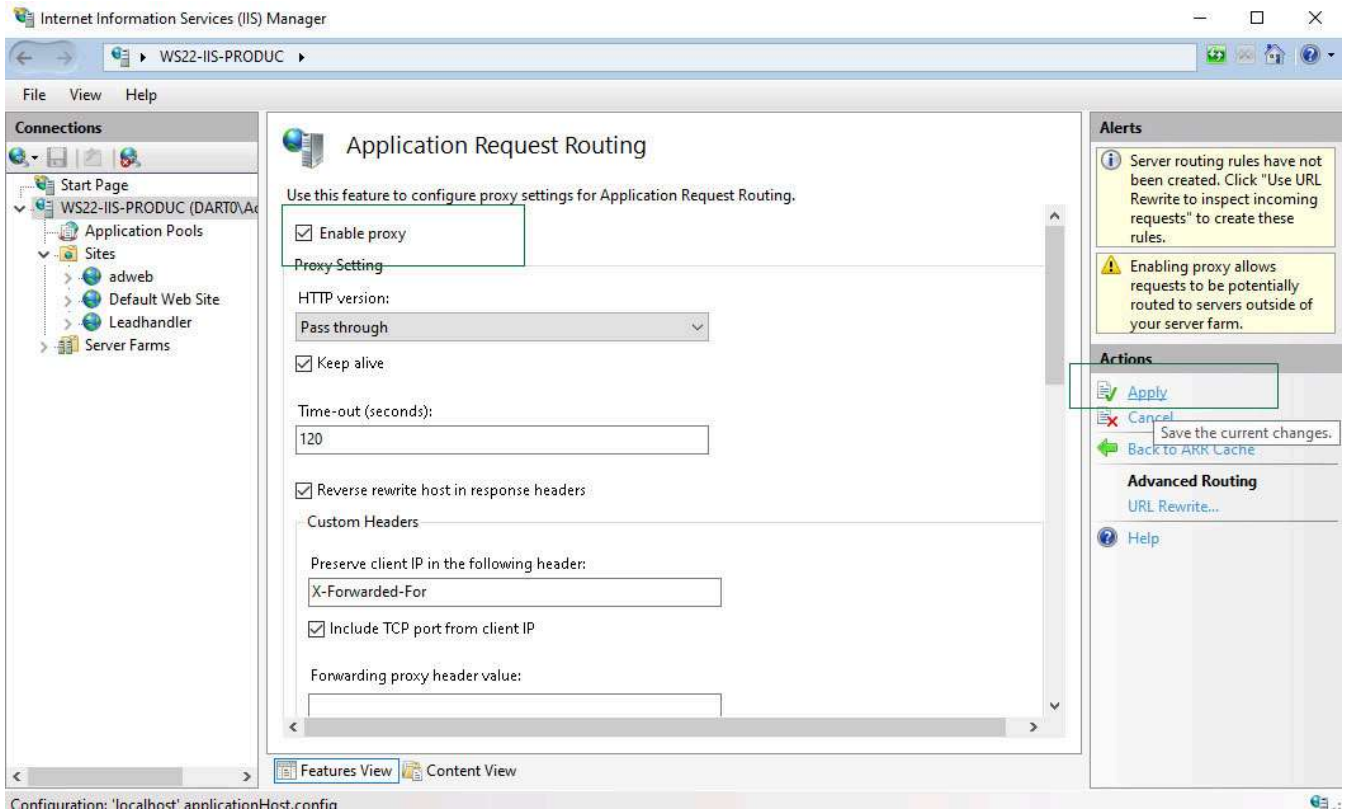 Internet Information Services (IIS) Manager
WS22-IIS-PRODUC
File View Help
Connections
Start Page
WS22-IIS-PRODUC (DART0\Ac
Application Pools
Sites
adweb
Default Web Site
Leadhandler
Server Farms
Application Request Routing
Use this feature to configure proxy settings for Application Request Routing.
Enable proxy
Proxy Setting
HTTP version:
Pass through
Keep alive
Time-out (seconds):
120
Reverse rewrite host in response headers
Custom Headers
Preserve client IP in the following header:
X-Forwarded-For
Include TCP port from client IP
Forwarding proxy header value:
Features View Content View
Alerts
Server routing rules have not
been created. Click "Use URL
Rewrite to inspect incoming
requests" to create these
rules.
Enabling proxy allows
requests to be potentially
routed to servers outside of
your server farm.
Actions
Apply
Cancel
Save the current changes.
Back to ARR Cache
Advanced Routing
URL Rewrite...
Help
Configuration: 'localhost' applicationHost.config